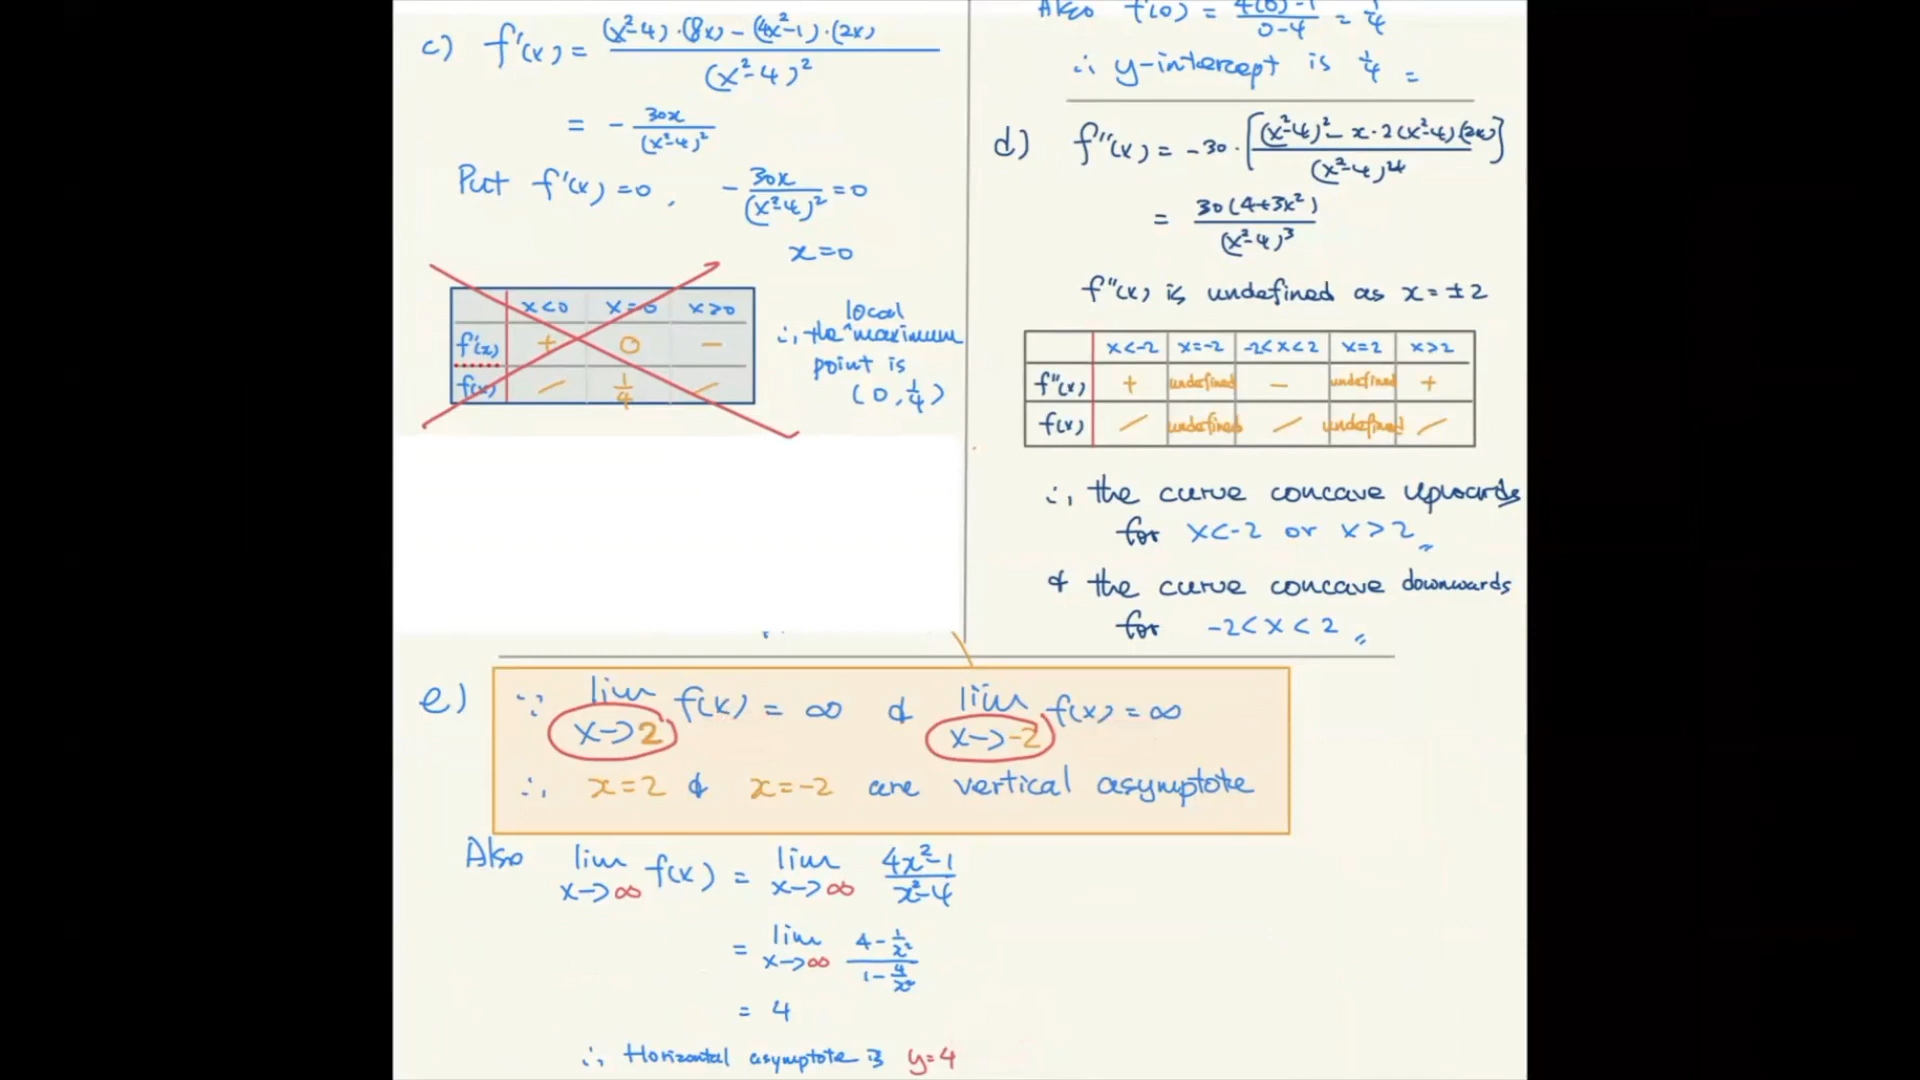 c) f'(x) = (x²-4)·(8x) - (4x²-1)·(2x) / (x²-4)²
= - 30x / (x²-4)²
Put f'(x) = 0, - 30x / (x²-4)² = 0
x = 0
x<0 x=0 x>0
f'(x) + 0 -
f(x) / 1/4 /
∴ the ^local maximum
point is
(0, 1/4)
Also f(0) = 4(0)-1 / 0-4 = 1/4
∴ y-intercept is 1/4 =
d) f''(x) = -30 · [(x²-4)² - x·2(x²-4)(2x) / (x²-4)⁴]
= 30(4+3x²) / (x²-4)³
f''(x) is undefined as x = ±2
x<-2 x=-2 -2<x<2 x=2 x>2
f''(x) + undefined - undefined +
f(x) / undefined / undefined /
∴, the curve concave upwards
for x<-2 or x>2 〃
& the curve concave downwards
for -2<x<2 〃
e) ∵ lim x→2 f(x) = ∞ & lim x→-2 f(x) = ∞
∴, x=2 & x=-2 are vertical asymptote
Also lim x→∞ f(x) = lim x→∞ 4x²-1 / x²-4
= lim x→∞ 4 - 1/x² / 1 - 4/x²
= 4
∴, Horizontal asymptote is y=4